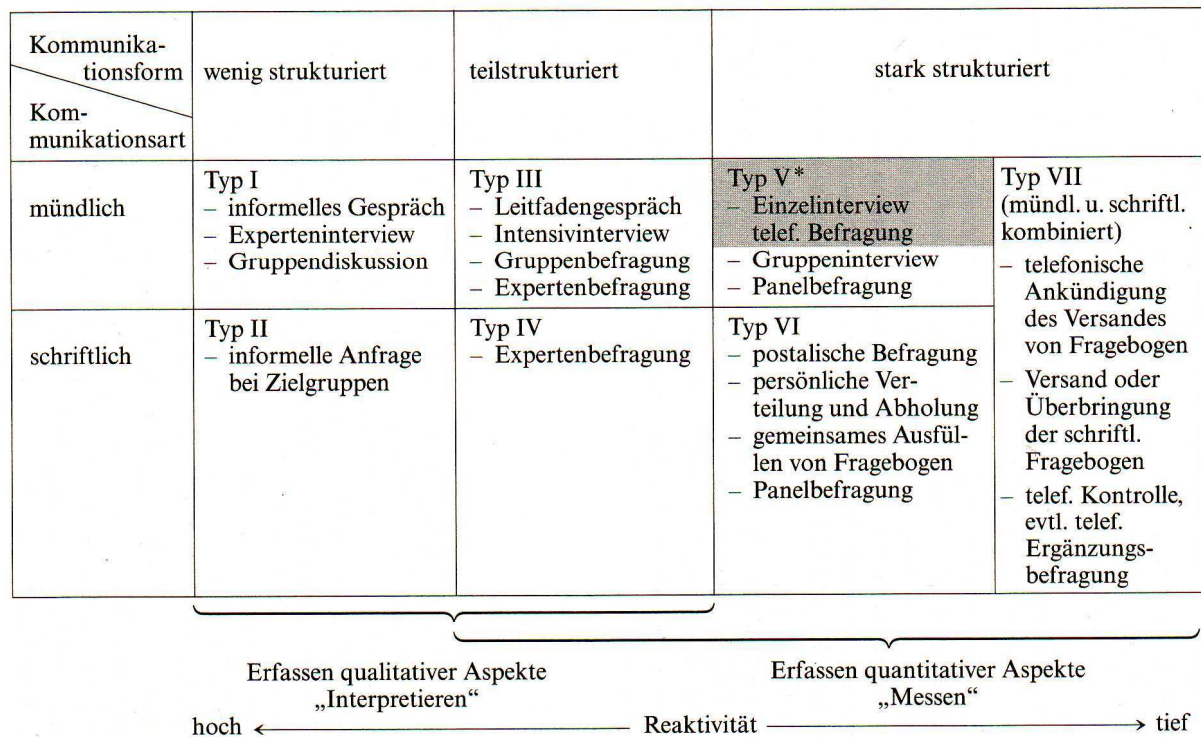 Kommunika-
tionsform
Kom-
munikationsart
wenig strukturiert
teilstrukturiert
stark strukturiert
mündlich
Typ I
– informelles Gespräch
– Experteninterview
– Gruppendiskussion
Typ III
– Leitfadengespräch
– Intensivinterview
– Gruppenbefragung
– Expertenbefragung
Typ V*
– Einzelinterview
telef. Befragung
– Gruppeninterview
– Panelbefragung
Typ VII
(mündl. u. schriftl.
kombiniert)
– telefonische
Ankündigung
des Versandes
von Fragebogen
– Versand oder
Überbringung
der schriftl.
Fragebogen
– telef. Kontrolle,
evtl. telef.
Ergänzungs-
befragung
schriftlich
Typ II
– informelle Anfrage
bei Zielgruppen
Typ IV
– Expertenbefragung
Typ VI
– postalische Befragung
– persönliche Ver-
teilung und Abholung
– gemeinsames Ausfül-
len von Fragebogen
– Panelbefragung
Erfassen qualitativer Aspekte
„Interpretieren“
Erfassen quantitativer Aspekte
„Messen“
hoch ← Reaktivität → tief